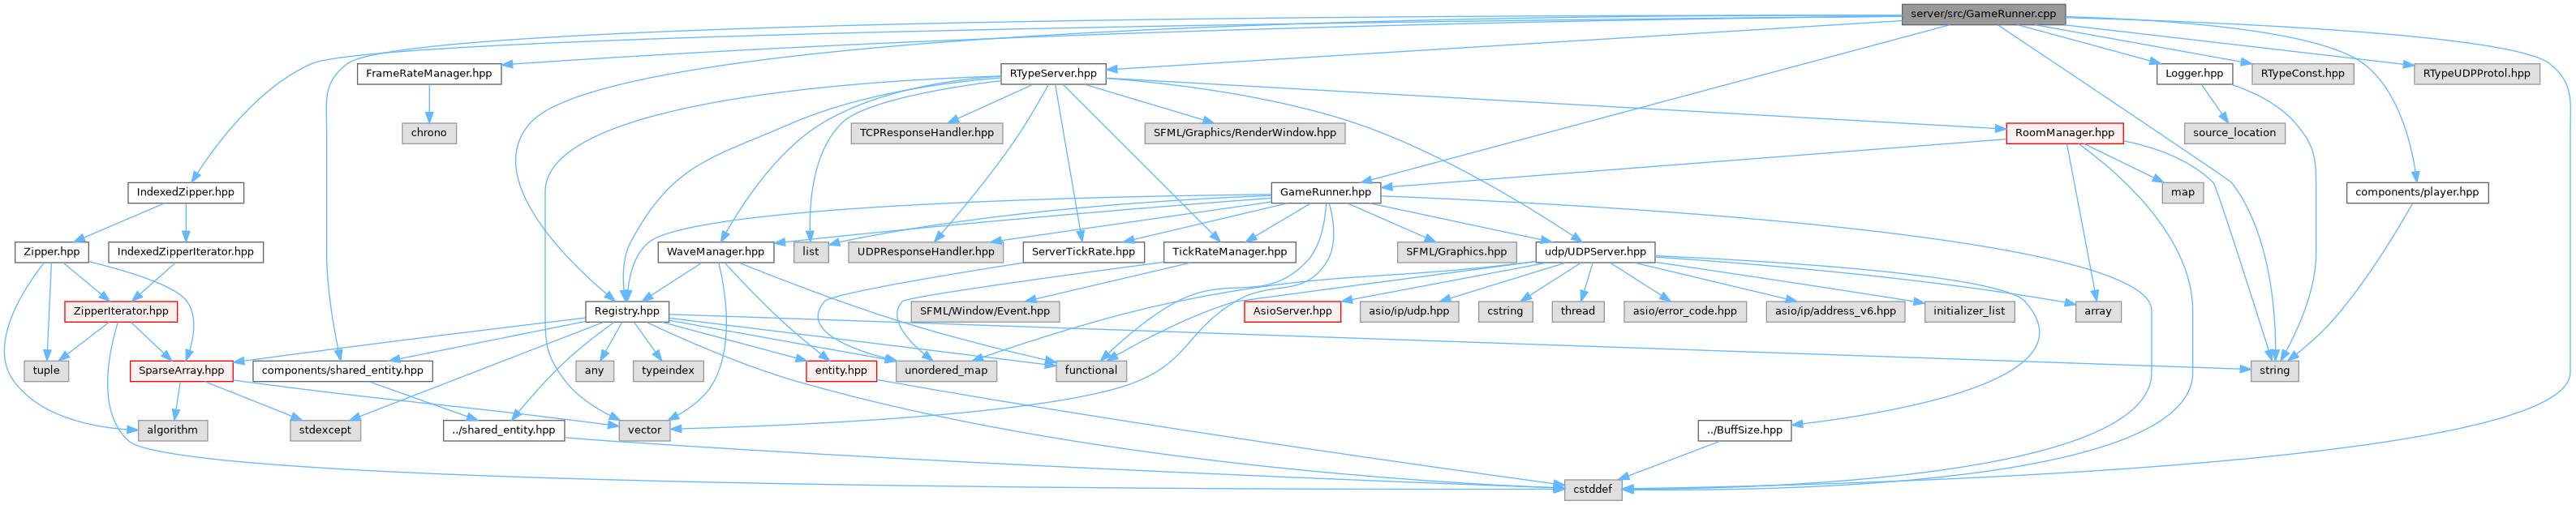 server/src/GameRunner.cpp
FrameRateManager.hpp
RTypeServer.hpp
Logger.hpp
RTypeConst.hpp
RTypeUDPProtol.hpp
chrono
TCPResponseHandler.hpp
SFML/Graphics/RenderWindow.hpp
RoomManager.hpp
source_location
IndexedZipper.hpp
GameRunner.hpp
map
components/player.hpp
Zipper.hpp
IndexedZipperIterator.hpp
WaveManager.hpp
list
UDPResponseHandler.hpp
ServerTickRate.hpp
TickRateManager.hpp
SFML/Graphics.hpp
udp/UDPServer.hpp
ZipperIterator.hpp
Registry.hpp
SFML/Window/Event.hpp
AsioServer.hpp
asio/ip/udp.hpp
cstring
thread
asio/error_code.hpp
asio/ip/address_v6.hpp
initializer_list
array
tuple
SparseArray.hpp
components/shared_entity.hpp
any
typeindex
entity.hpp
unordered_map
functional
string
algorithm
stdexcept
../shared_entity.hpp
vector
../BuffSize.hpp
cstddef